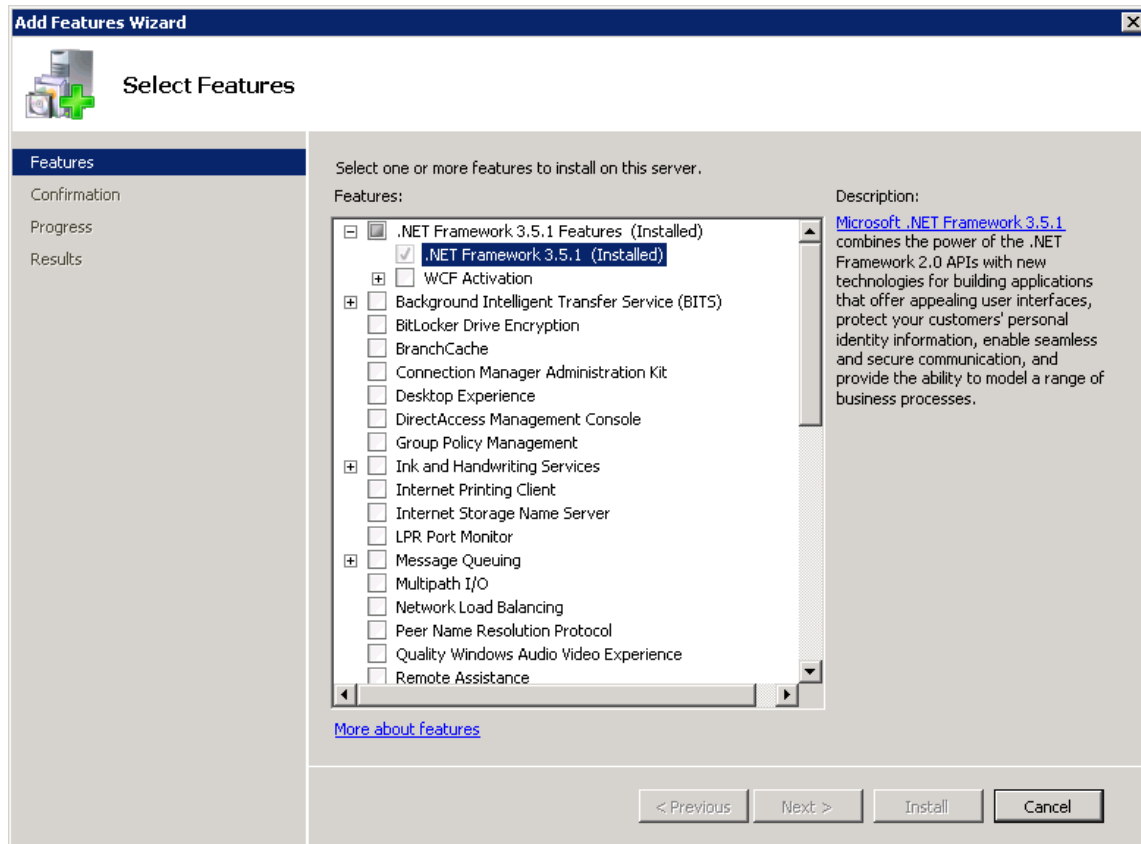 Add Features Wizard
Select Features
Features
Confirmation
Progress
Results
Select one or more features to install on this server.
Features:
.NET Framework 3.5.1 Features (Installed)
.NET Framework 3.5.1 (Installed)
WCF Activation
Background Intelligent Transfer Service (BITS)
BitLocker Drive Encryption
BranchCache
Connection Manager Administration Kit
Desktop Experience
DirectAccess Management Console
Group Policy Management
Ink and Handwriting Services
Internet Printing Client
Internet Storage Name Server
LPR Port Monitor
Message Queuing
Multipath I/O
Network Load Balancing
Peer Name Resolution Protocol
Quality Windows Audio Video Experience
Remote Assistance
More about features
Description:
Microsoft .NET Framework 3.5.1
combines the power of the .NET
Framework 2.0 APIs with new
technologies for building applications
that offer appealing user interfaces,
protect your customers' personal
identity information, enable seamless
and secure communication, and
provide the ability to model a range of
business processes.
< Previous
Next >
Install
Cancel